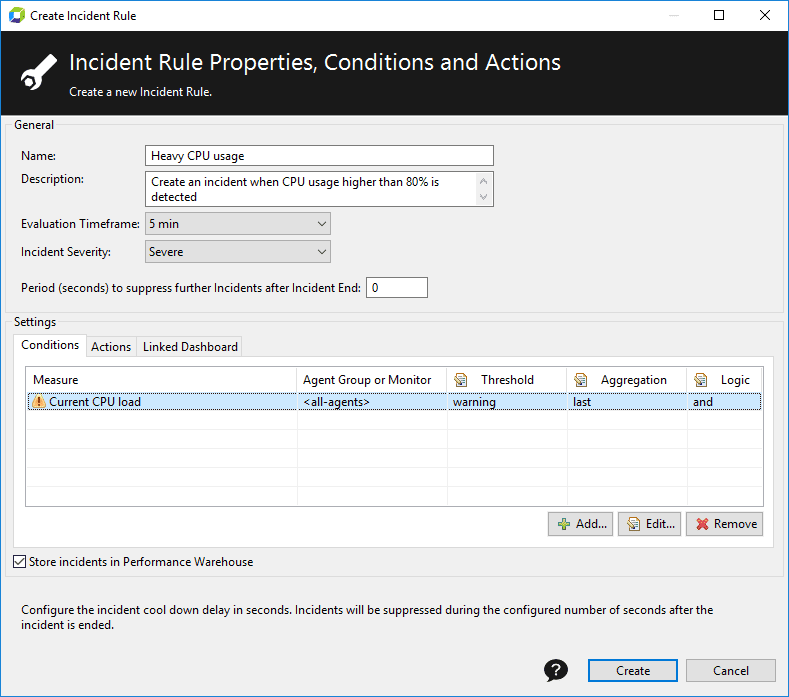 Create Incident Rule
Incident Rule Properties, Conditions and Actions
Create a new Incident Rule.
General
Name: Heavy CPU usage
Description: Create an incident when CPU usage higher than 80% is
detected
Evaluation Timeframe: 5 min
Incident Severity: Severe
Period (seconds) to suppress further Incidents after Incident End: 0
Settings
Conditions Actions Linked Dashboard
Measure Agent Group or Monitor Threshold Aggregation Logic
Current CPU load <all-agents> warning last and
Add... Edit... Remove
Store incidents in Performance Warehouse
Configure the incident cool down delay in seconds. Incidents will be suppressed during the configured number of seconds after the
incident is ended.
? Create Cancel